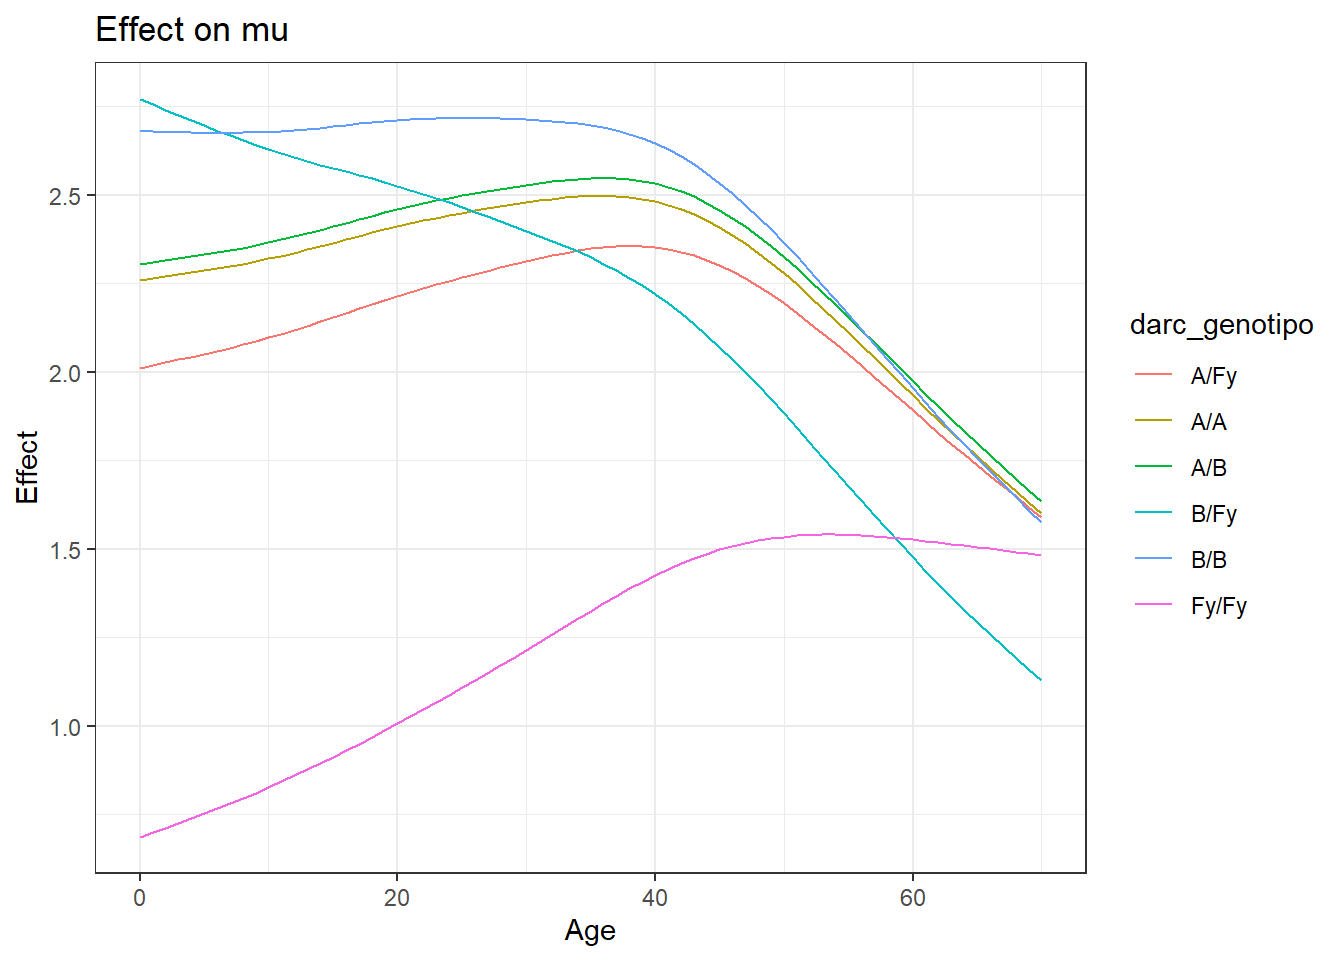 Effect on mu
2.5
2.0
1.5
1.0
Effect
0 20 40 60
Age
darc_genotipo
A/Fy
A/A
A/B
B/Fy
B/B
Fy/Fy